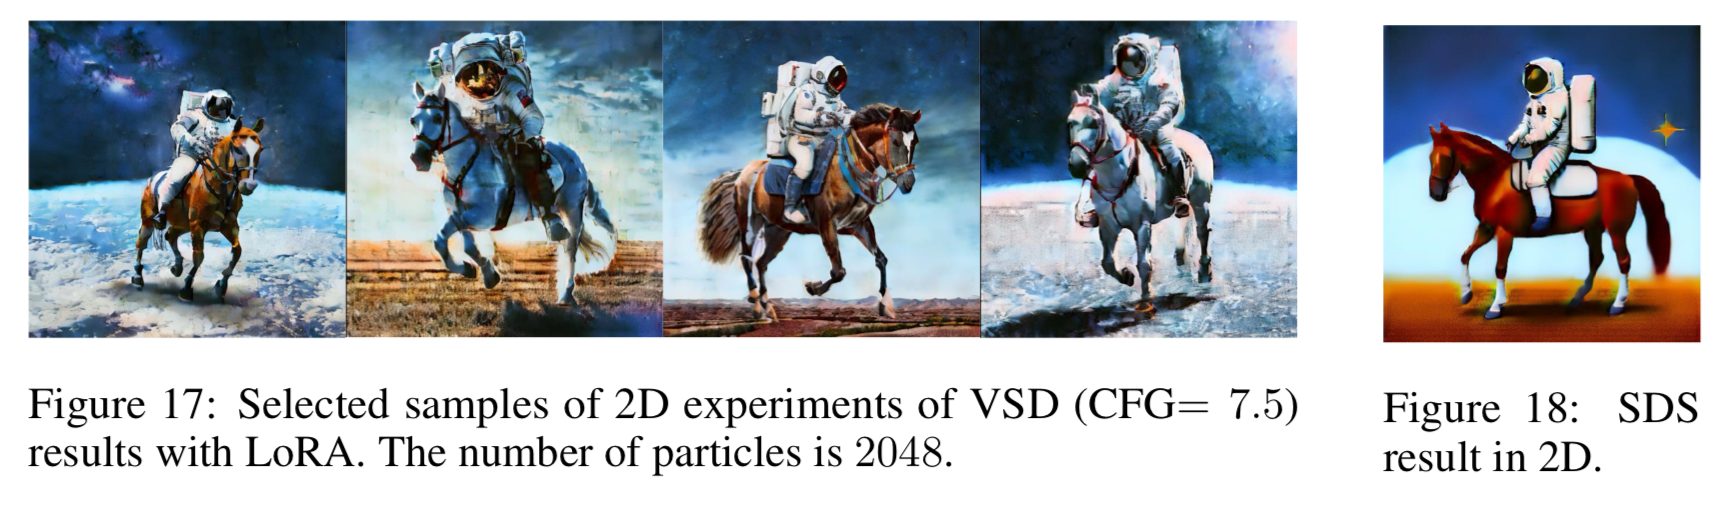 Figure 17: Selected samples of 2D experiments of VSD (CFG= 7.5)
results with LoRA. The number of particles is 2048.
Figure 18: SDS
result in 2D.